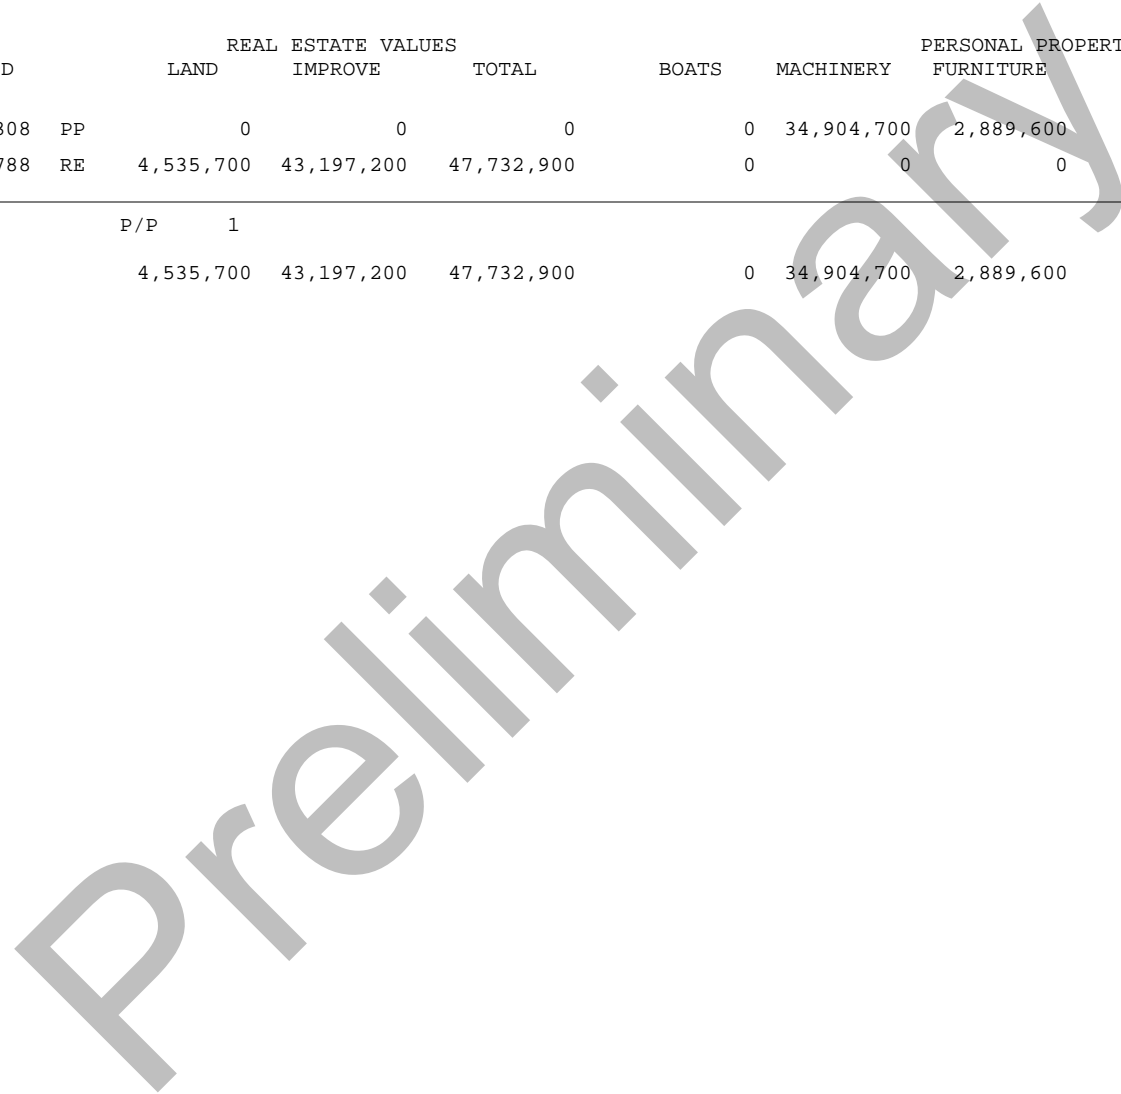 REAL ESTATE VALUES PERSONAL PROPERT
D LAND IMPROVE TOTAL BOATS MACHINERY FURNITURE
308 PP 0 0 0 0 34,904,700 2,889,600
788 RE 4,535,700 43,197,200 47,732,900 0 0 0
P/P 1
4,535,700 43,197,200 47,732,900 0 34,904,700 2,889,600
Preliminary